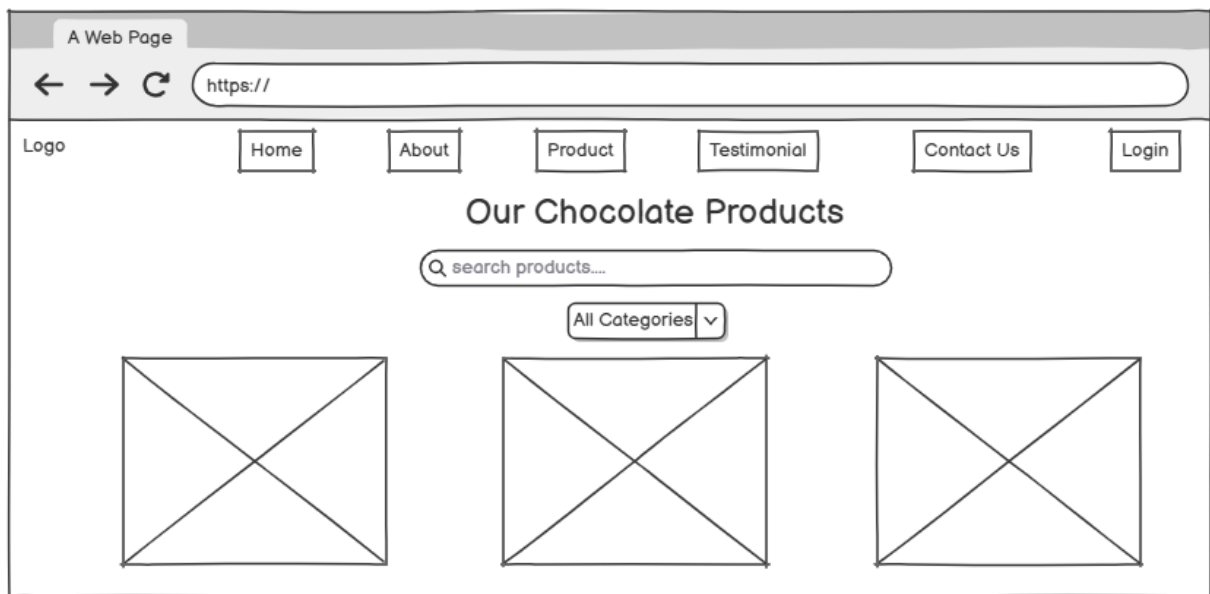 A Web Page
https://
Logo Home About Product Testimonial Contact Us Login
Our Chocolate Products
search products....
All Categories